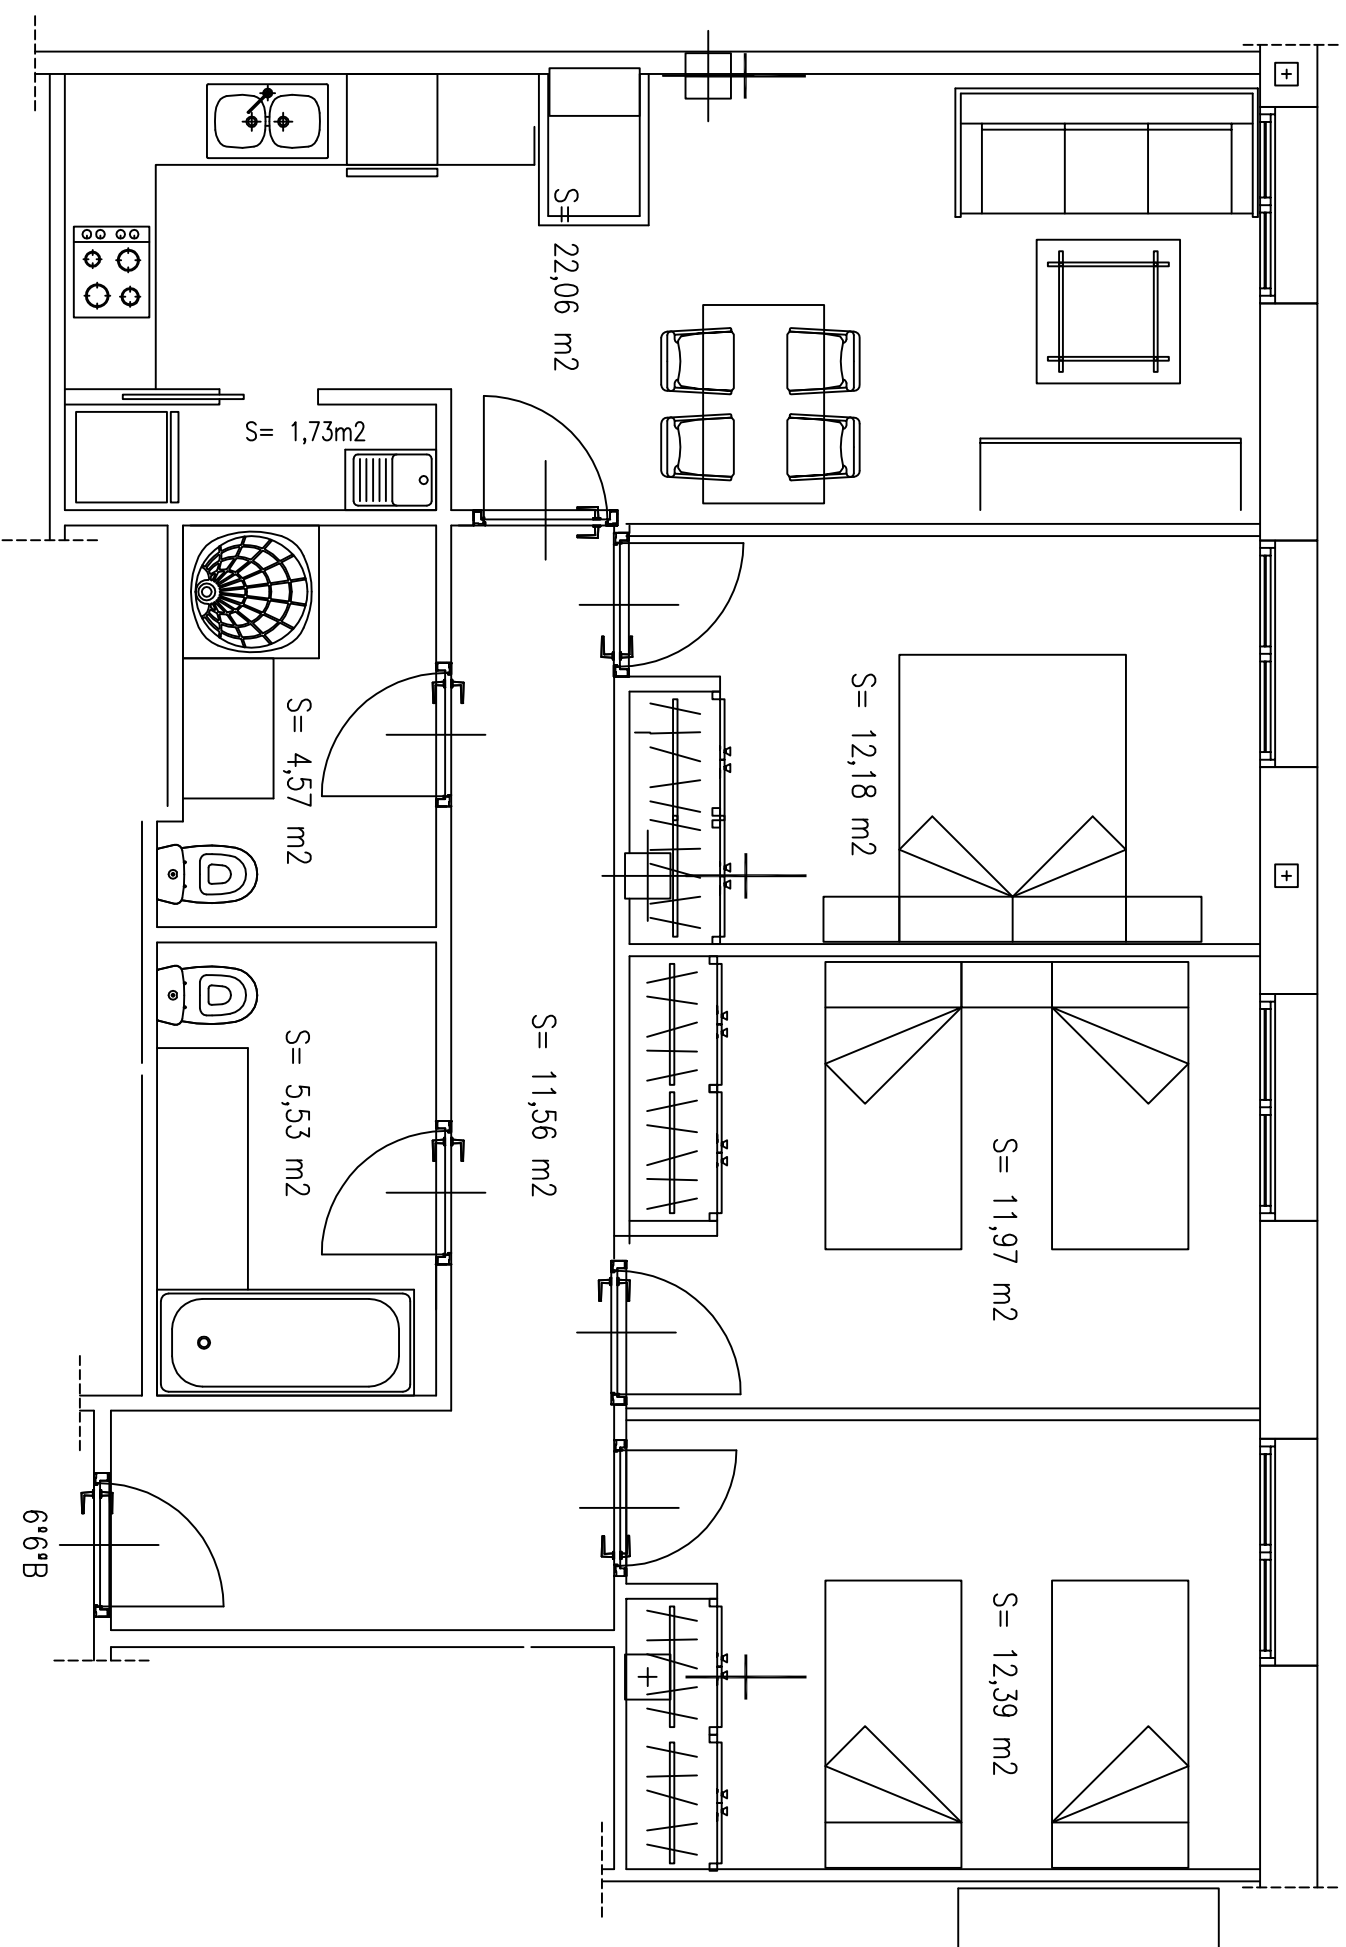 S= 22,06 m2
S= 1,73m2
S= 12,18 m2
S= 4,57 m2
S= 11,56 m2
S= 5,53 m2
S= 11,97 m2
S= 12,39 m2